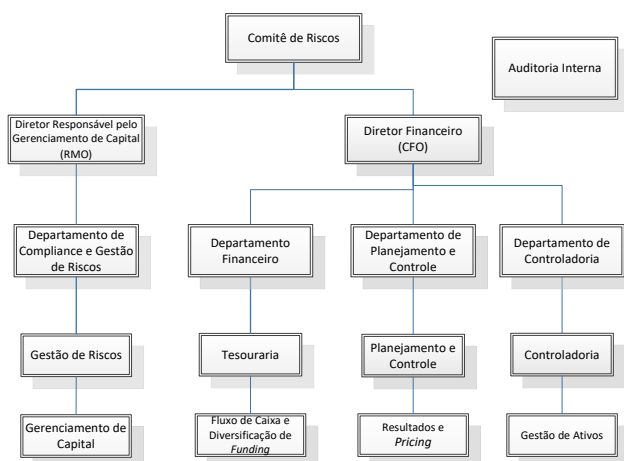 Comitê de Riscos
Auditoria Interna
Diretor Responsável pelo
Gerenciamento de Capital
(RMO)
Diretor Financeiro
(CFO)
Departamento de
Compliance e Gestão
de Riscos
Departamento
Financeiro
Departamento de
Planejamento e
Controle
Departamento de
Controladoria
Gestão de Riscos
Tesouraria
Planejamento e
Controle
Controladoria
Gerenciamento de
Capital
Fluxo de Caixa e
Diversificação de
Funding
Resultados e
Pricing
Gestão de Ativos